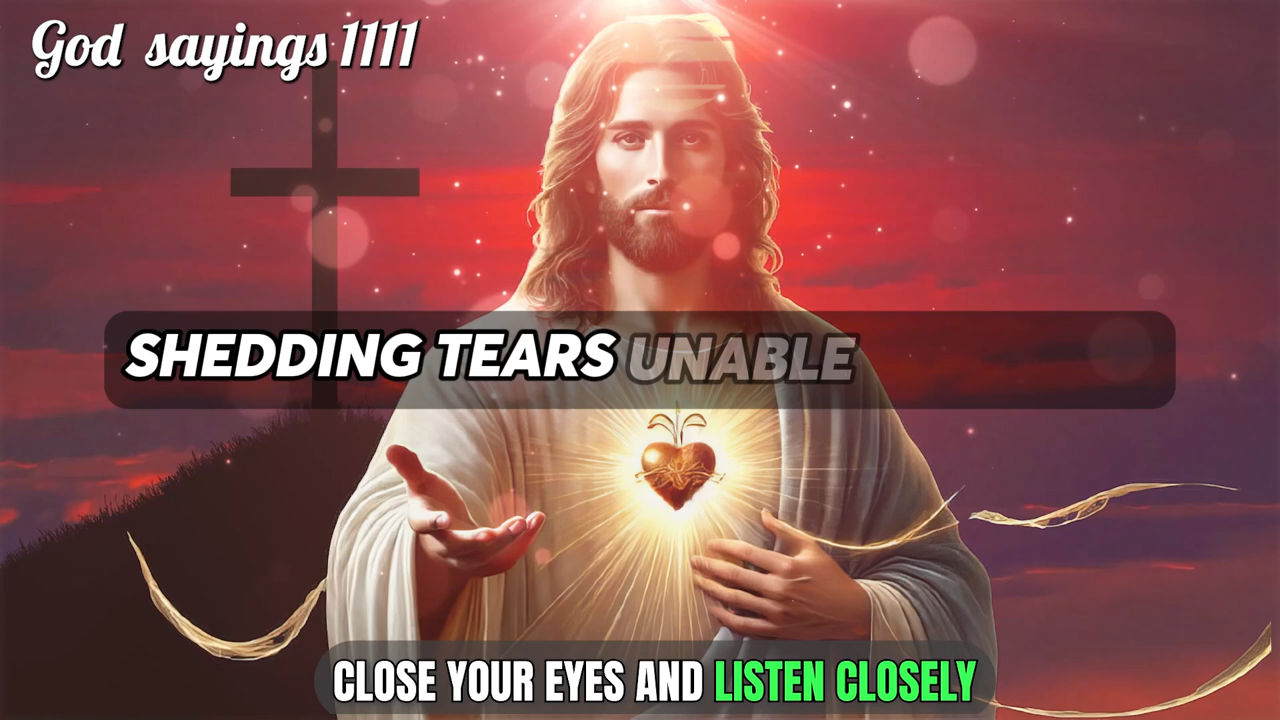 God sayings 1111
SHEDDING TEARS UNABLE
CLOSE YOUR EYES AND LISTEN CLOSELY